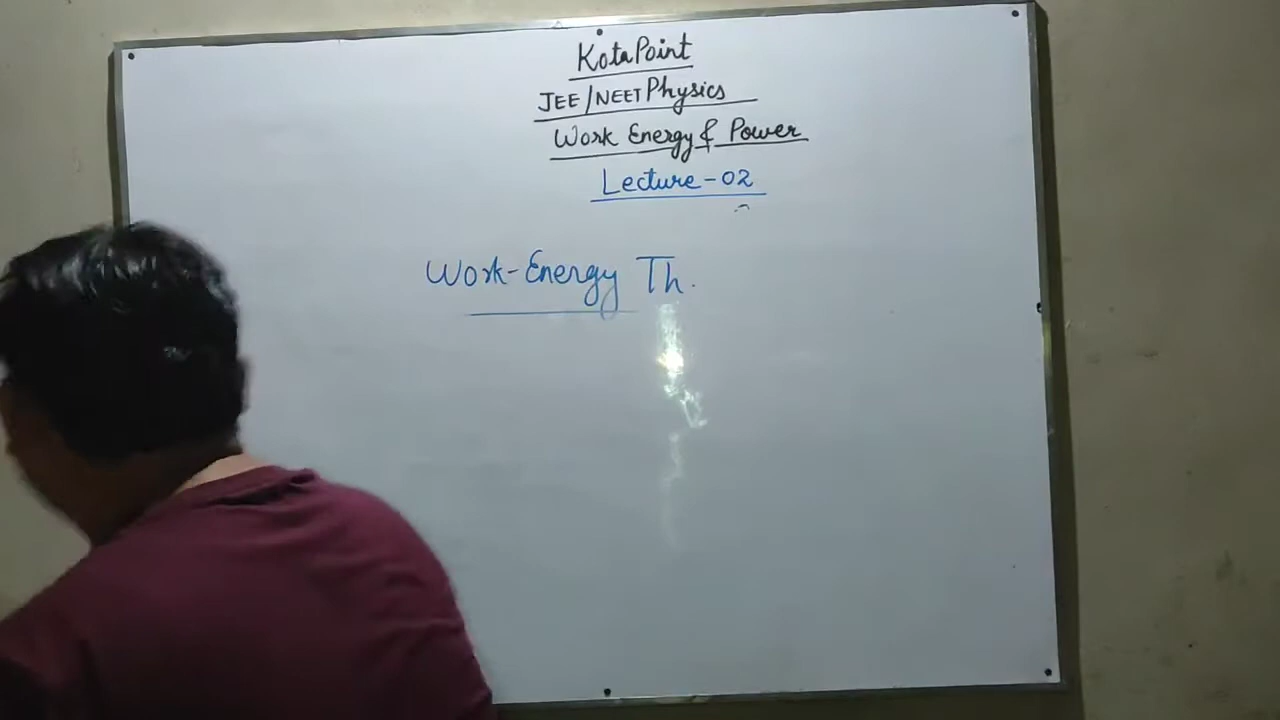 KotaPoint
JEE/NEET Physics
Work Energy & Power
Lecture-02
Work-Energy Th.